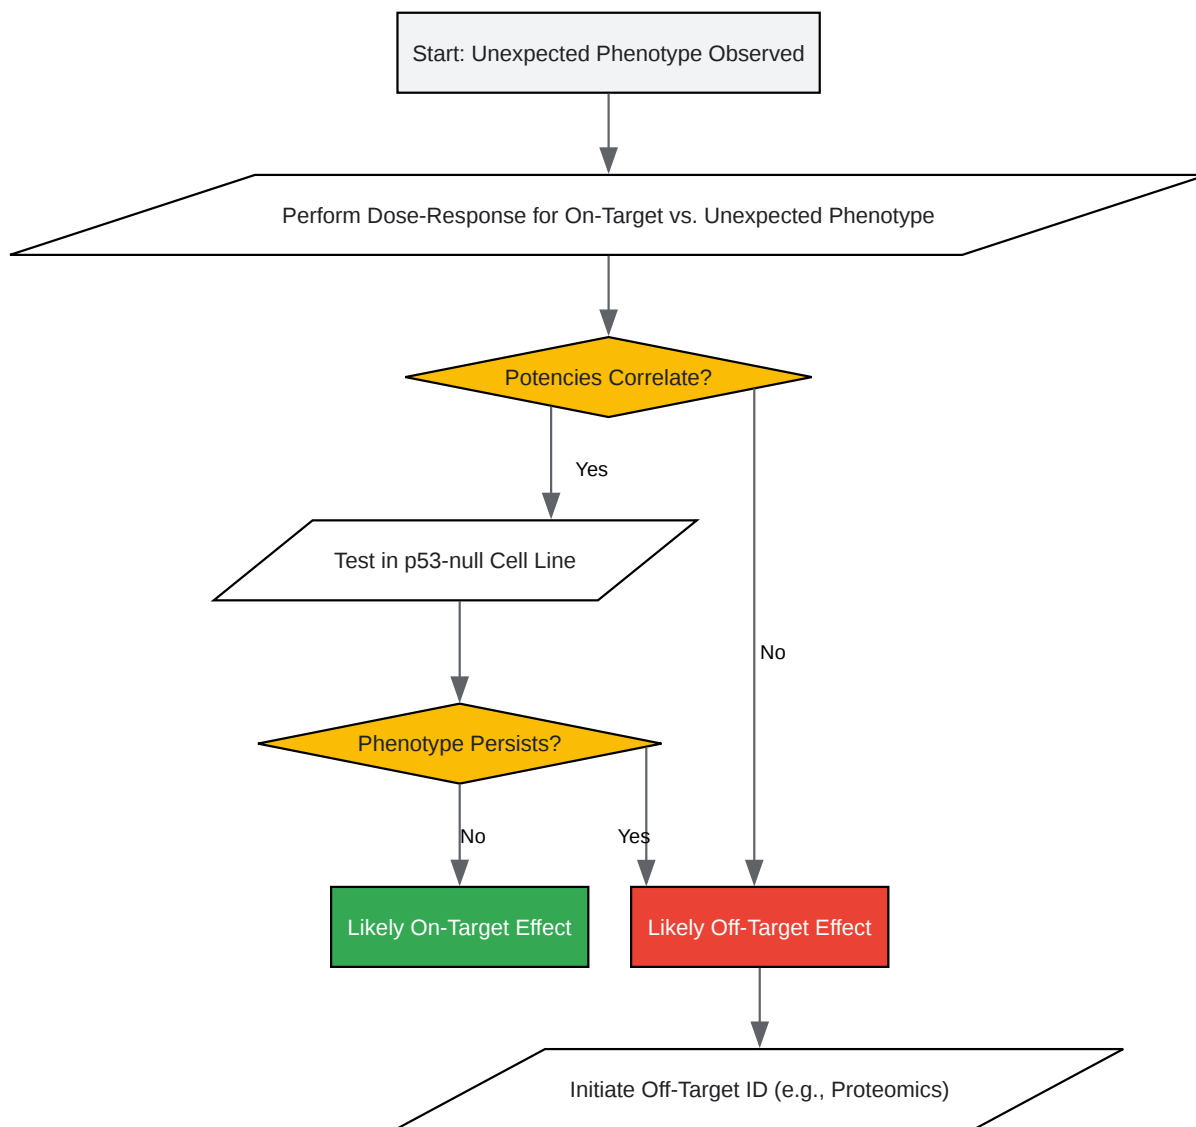 Start: Unexpected Phenotype Observed
Perform Dose-Response for On-Target vs. Unexpected Phenotype
Potencies Correlate?
Yes
Test in p53-null Cell Line
No
Phenotype Persists?
No
Yes
Likely On-Target Effect
Likely Off-Target Effect
Initiate Off-Target ID (e.g., Proteomics)